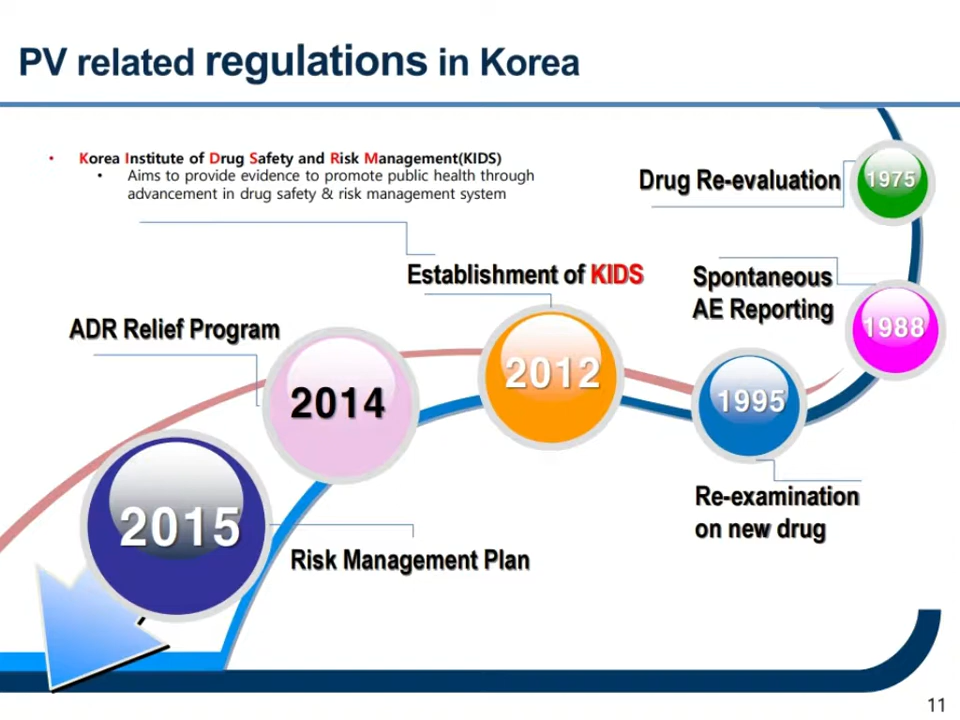 PV related regulations in Korea
• Korea Institute of Drug Safety and Risk Management(KIDS)
• Aims to provide evidence to promote public health through
advancement in drug safety & risk management system
Drug Re-evaluation
1975
Establishment of KIDS
Spontaneous
AE Reporting
1988
ADR Relief Program
2014
2012
1995
Re-examination
on new drug
2015
Risk Management Plan
11